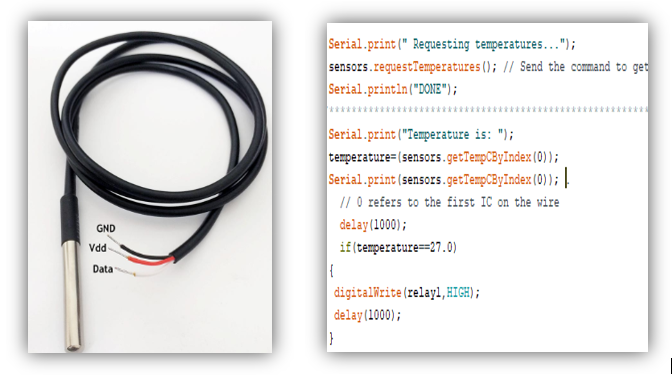 GND
Vdd
Data
Serial.print(" Requesting temperatures...");
sensors.requestTemperatures(); // Send the command to get
Serial.println("DONE");
Serial.print("Temperature is: ");
temperature=(sensors.getTempCByIndex(0));
Serial.print(sensors.getTempCByIndex(0));
// 0 refers to the first IC on the wire
delay(1000);
if(temperature==27.0)
{
digitalWrite(relay1,HIGH);
delay(1000);
}